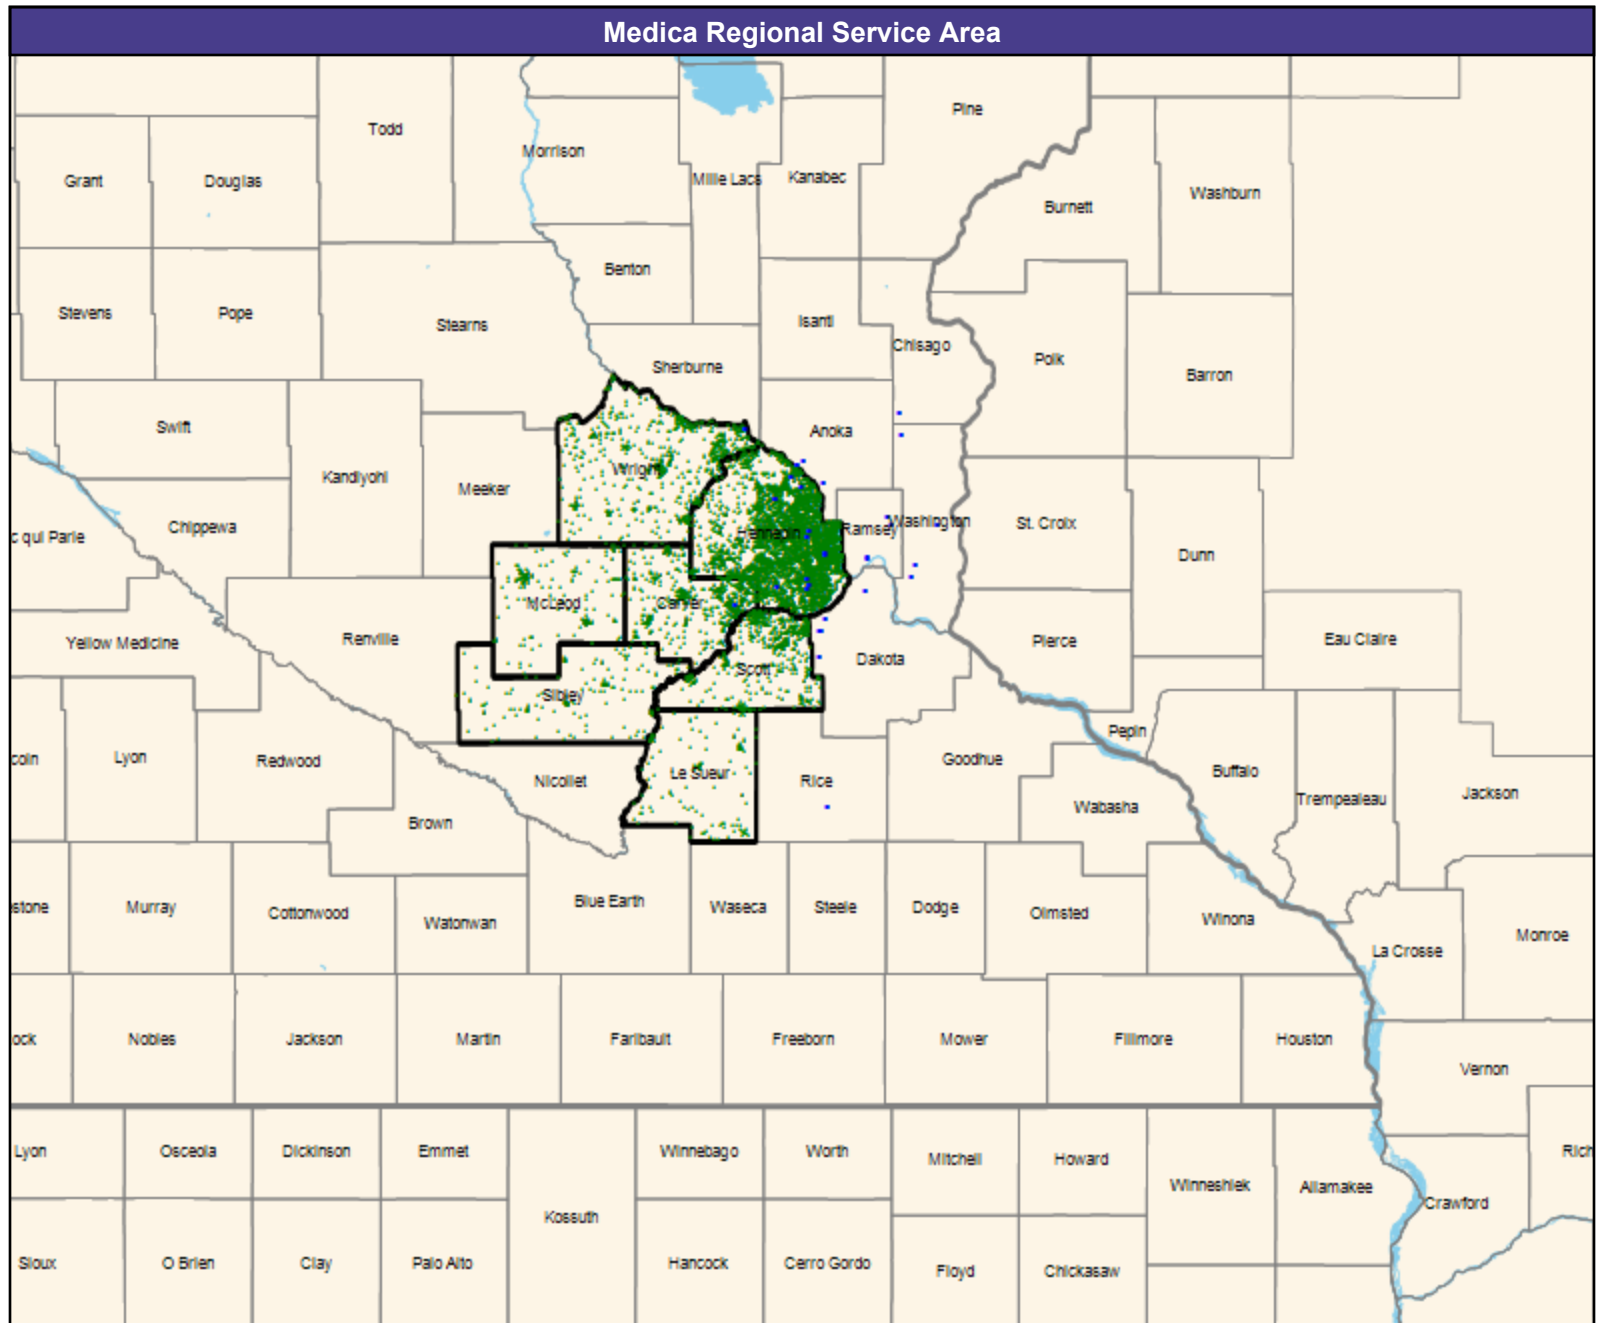 Medica Regional Service Area
Pine
Todd
Morrison
Mille Lacs
Kanabec
Grant
Douglas
Washburn
Burnett
Benton
Stevens
Pope
Stearns
Isanti
Chisago
Polk
Barron
Sherburne
Swift
Anoka
Wright
Kandiyohi
Meeker
Chippewa
c qui Parle
Hennepin
Ramsey
Washington
St. Croix
Dunn
McLeod
Carver
Yellow Medicine
Renville
Scott
Dakota
Pierce
Eau Claire
Sibley
Pepin
coln
Lyon
Redwood
Nicollet
Le Sueur
Rice
Goodhue
Buffalo
Trempealeau
Jackson
Wabasha
Brown
stone
Murray
Cottonwood
Watonwan
Blue Earth
Waseca
Steele
Dodge
Olmsted
Winona
La Crosse
Monroe
ock
Nobles
Jackson
Martin
Faribault
Freeborn
Mower
Fillmore
Houston
Vernon
Lyon
Osceola
Dickinson
Emmet
Winnebago
Worth
Mitchell
Howard
Rich
Winneshiek
Allamakee
Crawford
Kossuth
Sioux
O Brien
Clay
Palo Alto
Hancock
Cerro Gordo
Floyd
Chickasaw